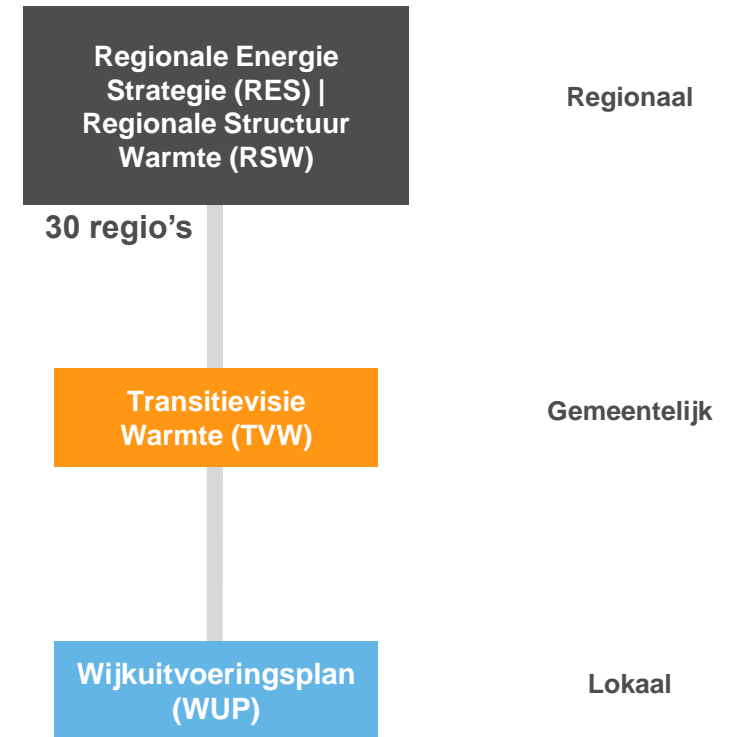 Regionale Energie
Strategie (RES) |
Regionale Structuur
Warmte (RSW)
Regionaal
30 regio's
Transitievisie
Warmte (TVW)
Gemeentelijk
Wijkuitvoeringsplan
(WUP)
Lokaal